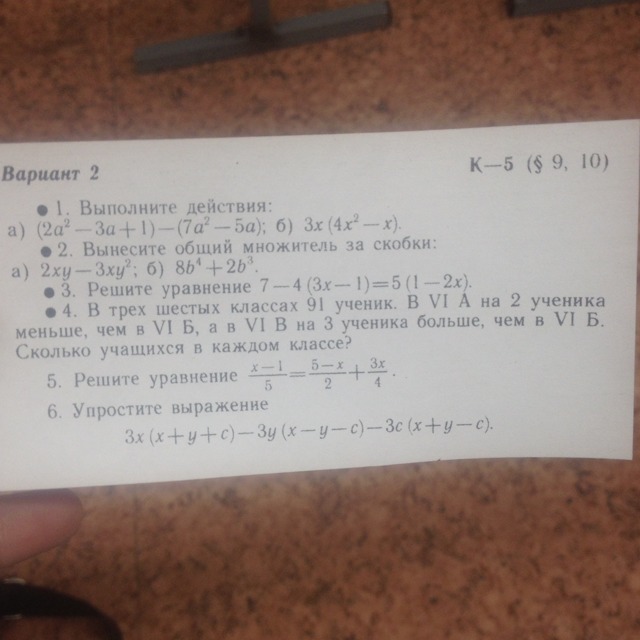 Вариант 2
К—5 (§ 9, 10)
● 1. Выполните действия:
а) (2a² — 3a + 1) — (7a² — 5a); б) 3x (4x² — x).
● 2. Вынесите общий множитель за скобки:
а) 2xy — 3xy²; б) 8b⁴ + 2b³.
● 3. Решите уравнение 7 — 4 (3x — 1) = 5 (1 — 2x).
● 4. В трех шестых классах 91 ученик. В VI А на 2 ученика
меньше, чем в VI Б, а в VI В на 3 ученика больше, чем в VI Б.
Сколько учащихся в каждом классе?
5. Решите уравнение (x—1)/5 = (5—x)/2 + 3x/4.
6. Упростите выражение
3x (x + y + c) — 3y (x — y — c) — 3c (x + y — c).